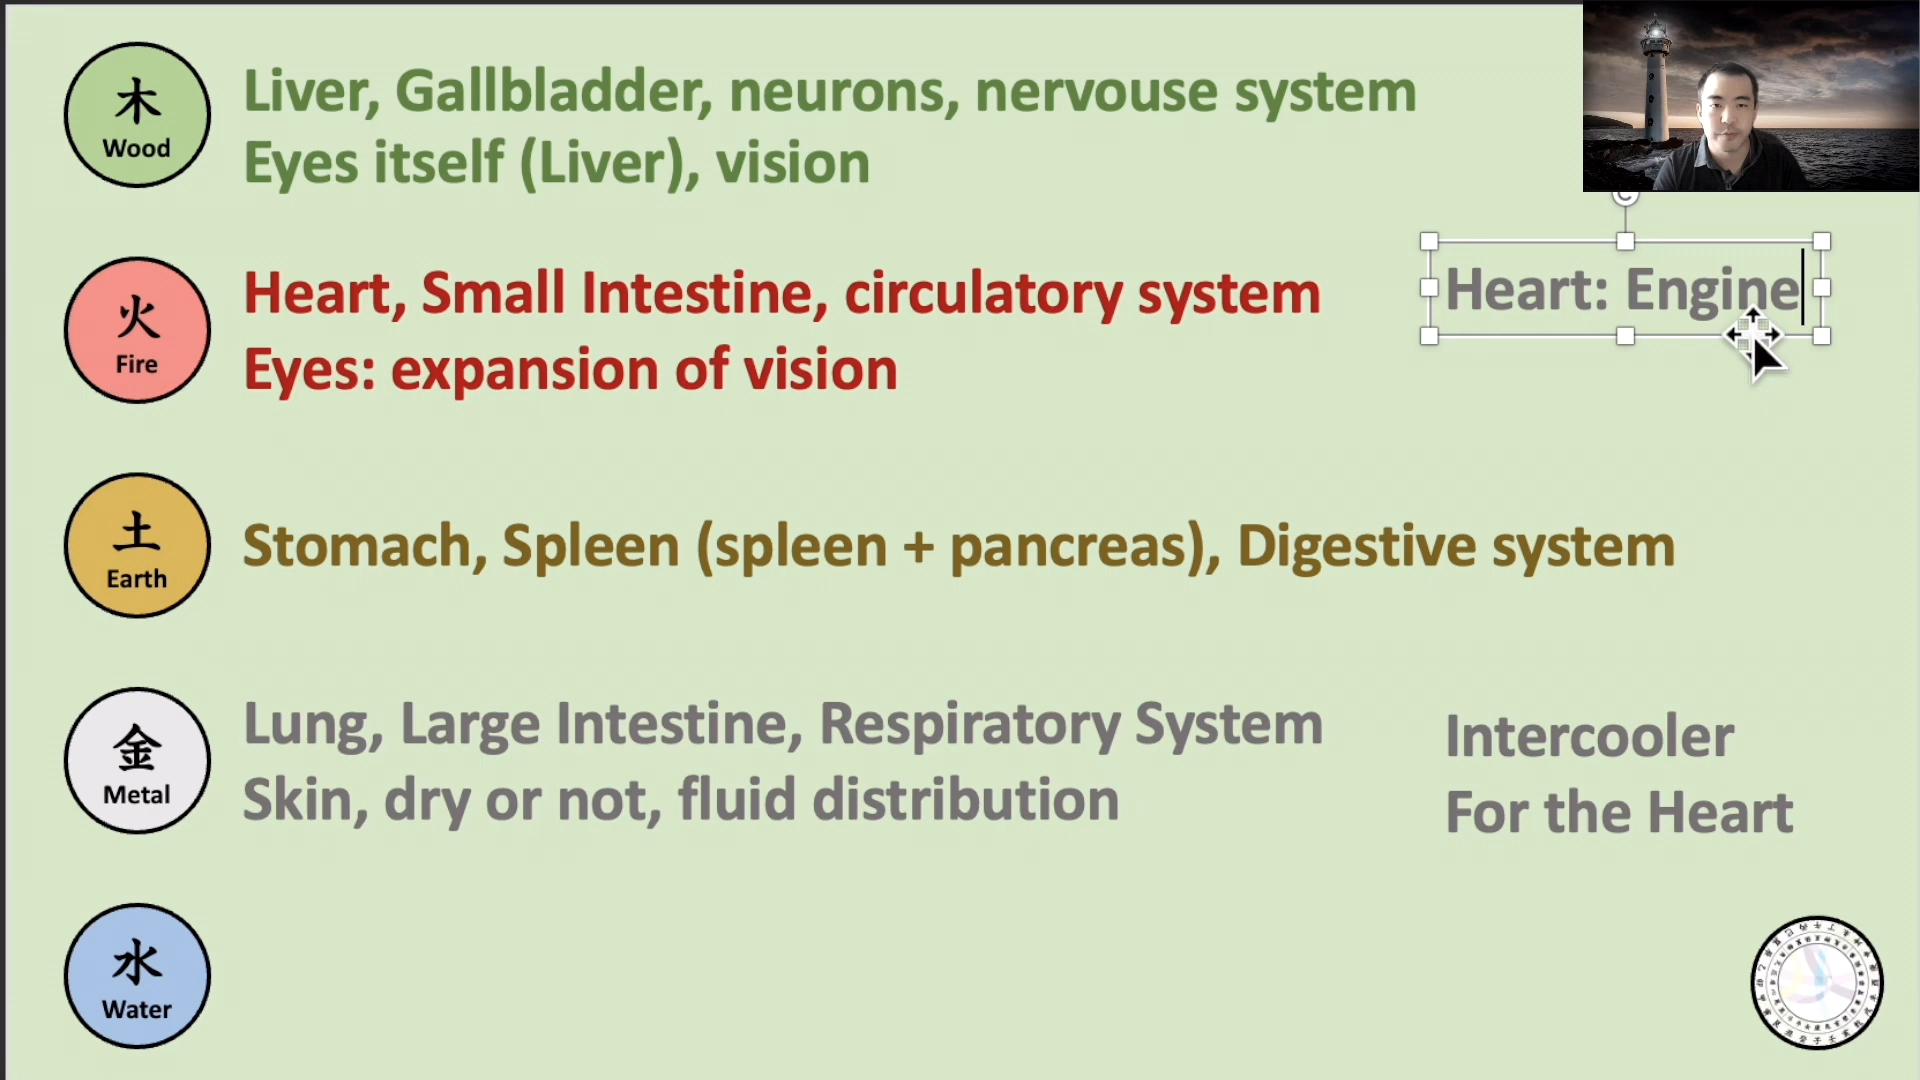 木
Wood
Liver, Gallbladder, neurons, nervouse system
Eyes itself (Liver), vision
火
Fire
Heart, Small Intestine, circulatory system
Eyes: expansion of vision
Heart: Engine
土
Earth
Stomach, Spleen (spleen + pancreas), Digestive system
金
Metal
Lung, Large Intestine, Respiratory System
Skin, dry or not, fluid distribution
Intercooler
For the Heart
水
Water